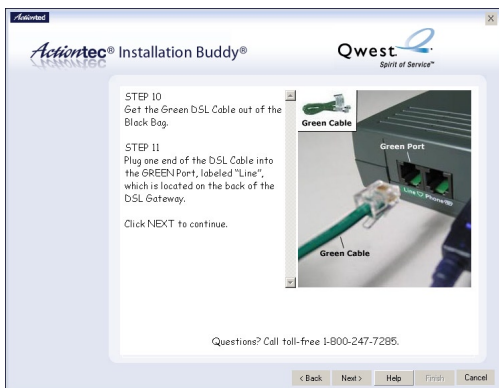 Actiontec
Actiontec® Installation Buddy®
Qwest
Spirit of Service™
STEP 10
Get the Green DSL Cable out of the
Black Bag.
STEP 11
Plug one end of the DSL Cable into
the GREEN Port, labeled "Line",
which is located on the back of the
DSL Gateway.
Click NEXT to continue.
Green Cable
Green Port
Line
Phone
Green Cable
Questions? Call toll-free 1-800-247-7285.
< Back
Next >
Help
Finish
Cancel